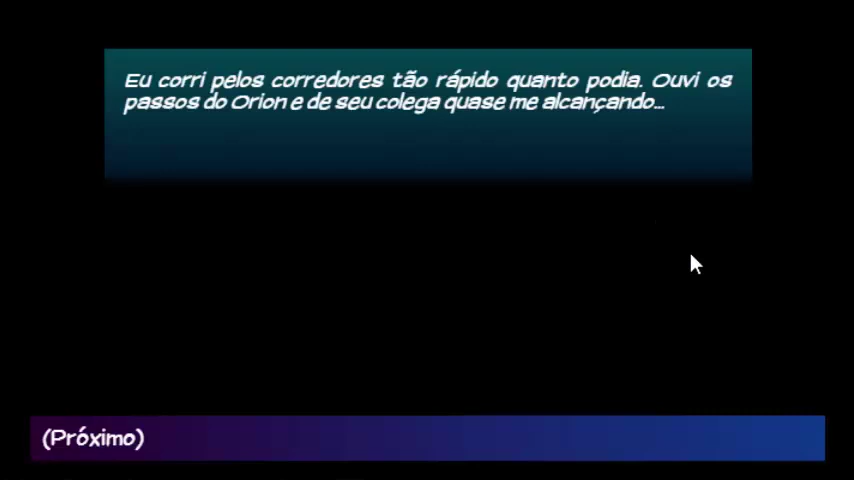 Eu corri pelos corredores tão rápido quanto podia. Ouvi os
passos do Orion e de seu colega quase me alcançando...
(Próximo)